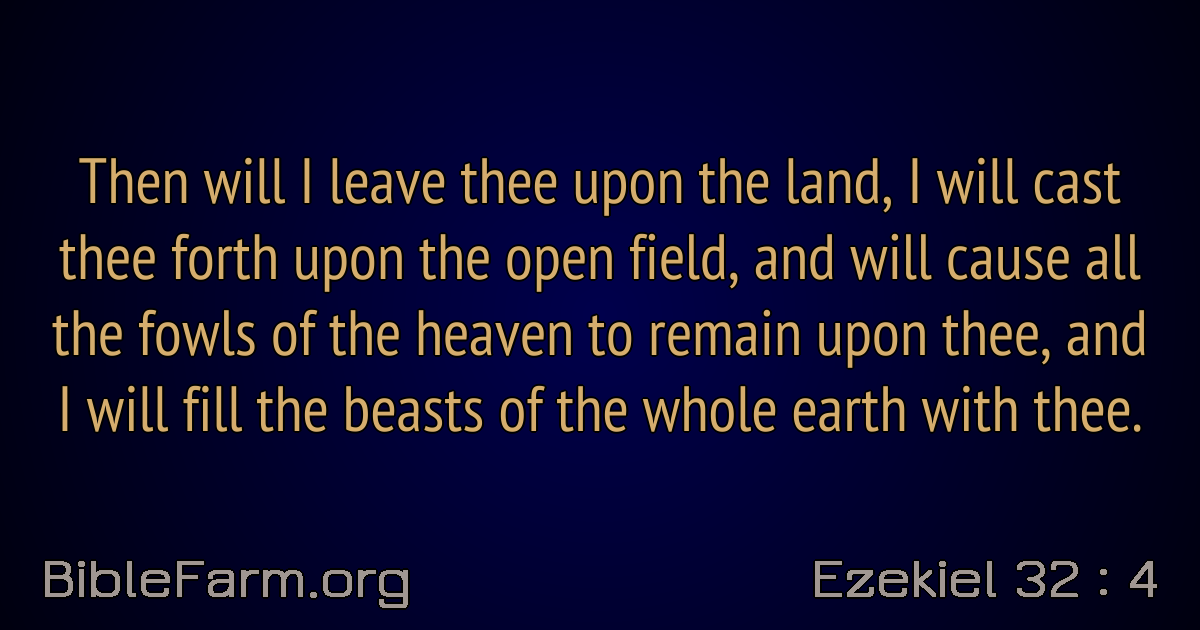 Then will I leave thee upon the land, I will cast
thee forth upon the open field, and will cause all
the fowls of the heaven to remain upon thee, and
I will fill the beasts of the whole earth with thee.
BibleFarm.org
Ezekiel 32 : 4